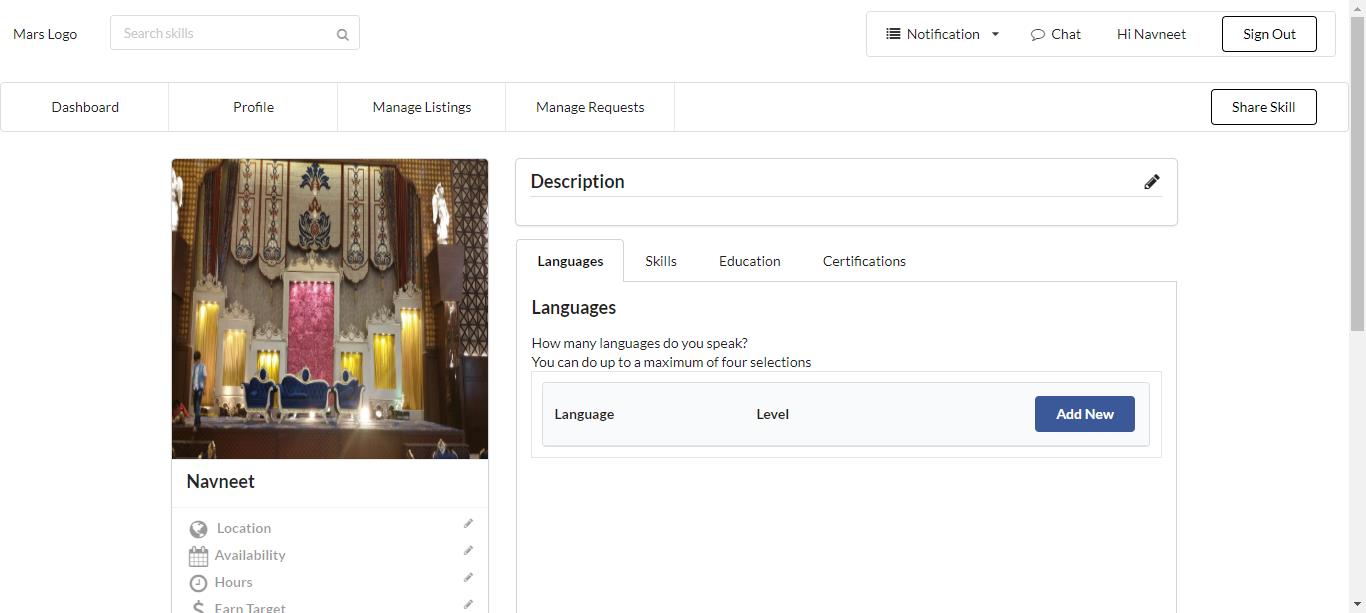 Mars Logo
Search skills
Notification
Chat
Hi Navneet
Sign Out
Dashboard
Profile
Manage Listings
Manage Requests
Share Skill
Description
Languages
Skills
Education
Certifications
Languages
How many languages do you speak?
You can do up to a maximum of four selections
Language
Level
Add New
Navneet
Location
Availability
Hours
Earn Target